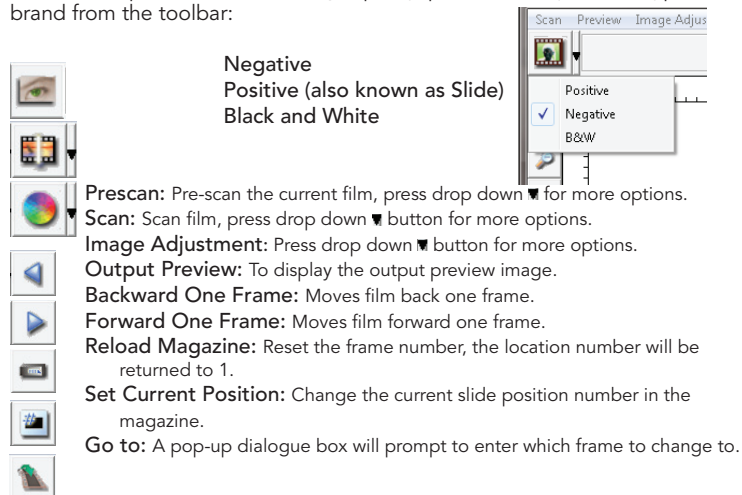 brand from the toolbar:
Scan Preview Image Adjus
Negative
Positive (also known as Slide)
Black and White
Positive
Negative
B&W
Prescan: Pre-scan the current film, press drop down ▼ for more options.
Scan: Scan film, press drop down ▼ button for more options.
Image Adjustment: Press drop down ▼ button for more options.
Output Preview: To display the output preview image.
Backward One Frame: Moves film back one frame.
Forward One Frame: Moves film forward one frame.
Reload Magazine: Reset the frame number, the location number will be
returned to 1.
Set Current Position: Change the current slide position number in the
magazine.
Go to: A pop-up dialogue box will prompt to enter which frame to change to.